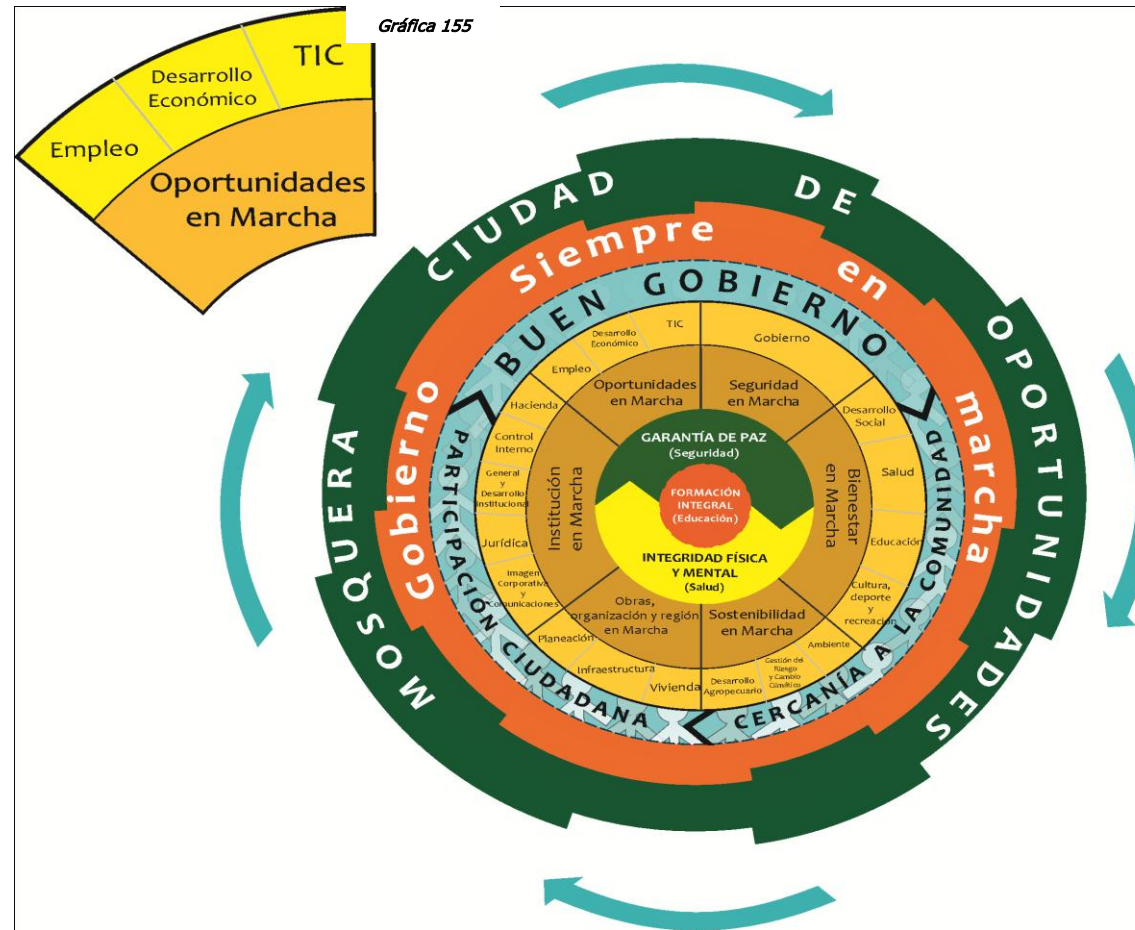 Gráfica 155
TIC
Desarrollo
Económico
Empleo
Oportunidades
en Marcha
MOSQUERA CIUDAD DE OPORTUNIDADES
Gobierno Siempre en marcha
BUEN GOBIERNO
CERCANÍA A LA COMUNIDAD
PARTICIPACIÓN CIUDADANA
TIC
Desarrollo
Económico
Empleo
Gobierno
Hacienda
Control
Interno
General
y
Desarrollo
Institucional
Jurídica
Imagen
Corporativa
y
Comunicaciones
Planeación
Infraestructura
Vivienda
Desarrollo
Agropecuario
Gestión del
Riesgo
y Cambio
Climático
Ambiente
Cultura,
deporte
y
recreación
Educación
Salud
Desarrollo
Social
Oportunidades
en Marcha
Seguridad
en Marcha
Bienestar
en Marcha
Sostenibilidad
en Marcha
Obras,
organización y región
en Marcha
Institución
en Marcha
GARANTÍA DE PAZ
(Seguridad)
FORMACIÓN
INTEGRAL
(Educación)
INTEGRIDAD FÍSICA
Y MENTAL
(Salud)